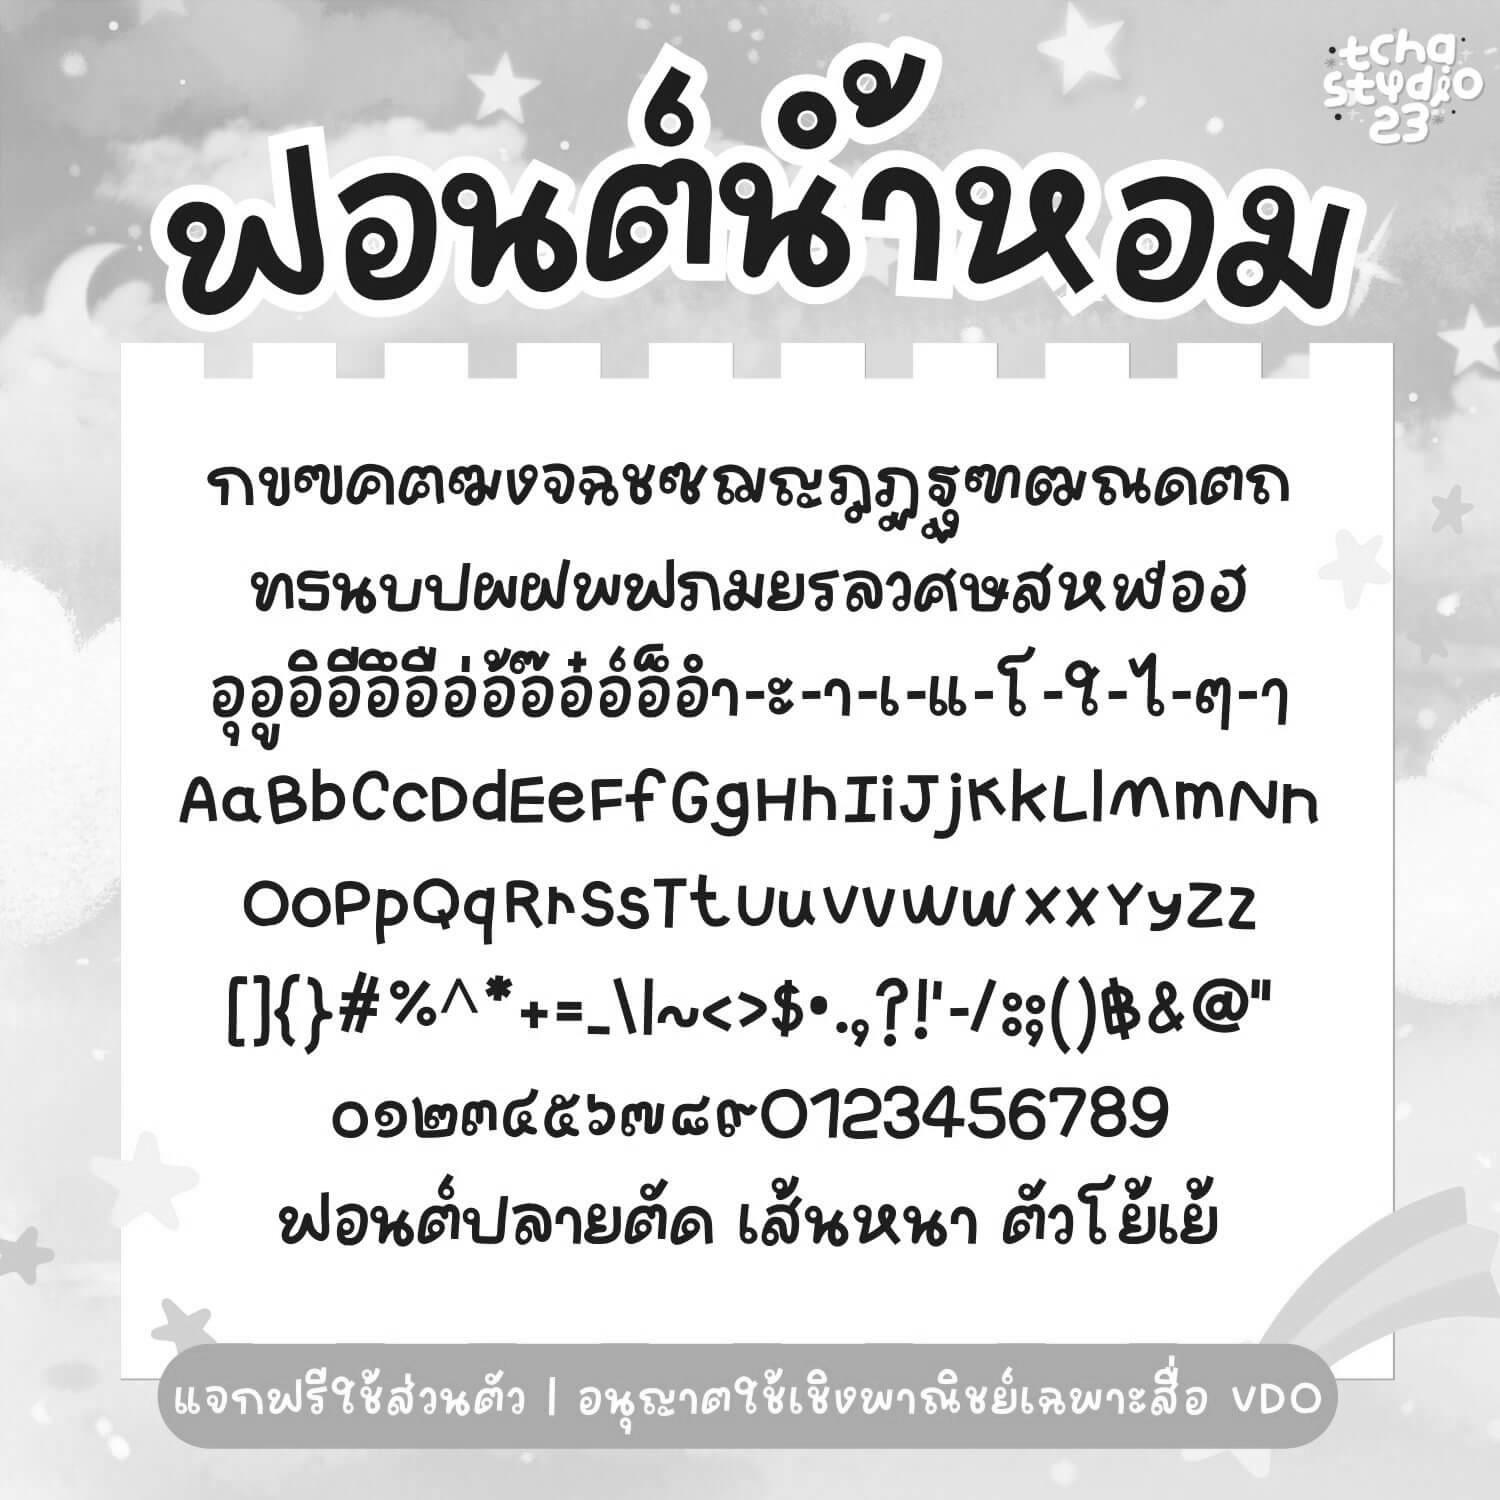 tcha
studio
23
ฟอนต์น้ำหอม
กขฃคฅฆงจฉชซฌญฎฏฐฑฒณดตถ
ทธนบปผฝพฟภมยรลวศษสหฬอฮ
อุอูอิอีอึอือ่อ้อ๊อ๋อ์อ็อำ-ะ-า-เ-แ-โ-ใ-ไ-ๆ-ๅ
AaBbCcDdEeFfGgHhIiJjKkLlMmNn
OoPpQqRrSsTtUuVvWwXxYyZz
[]{}#%^*+=_\|~<>$•.,?!'-/:;()฿&@"
๐๑๒๓๔๕๖๗๘๙0123456789
ฟอนต์ปลายตัด เส้นหนา ตัวโย้เย้
แจกฟรีใช้ส่วนตัว | อนุญาตใช้เชิงพาณิชย์เฉพาะสื่อ VDO